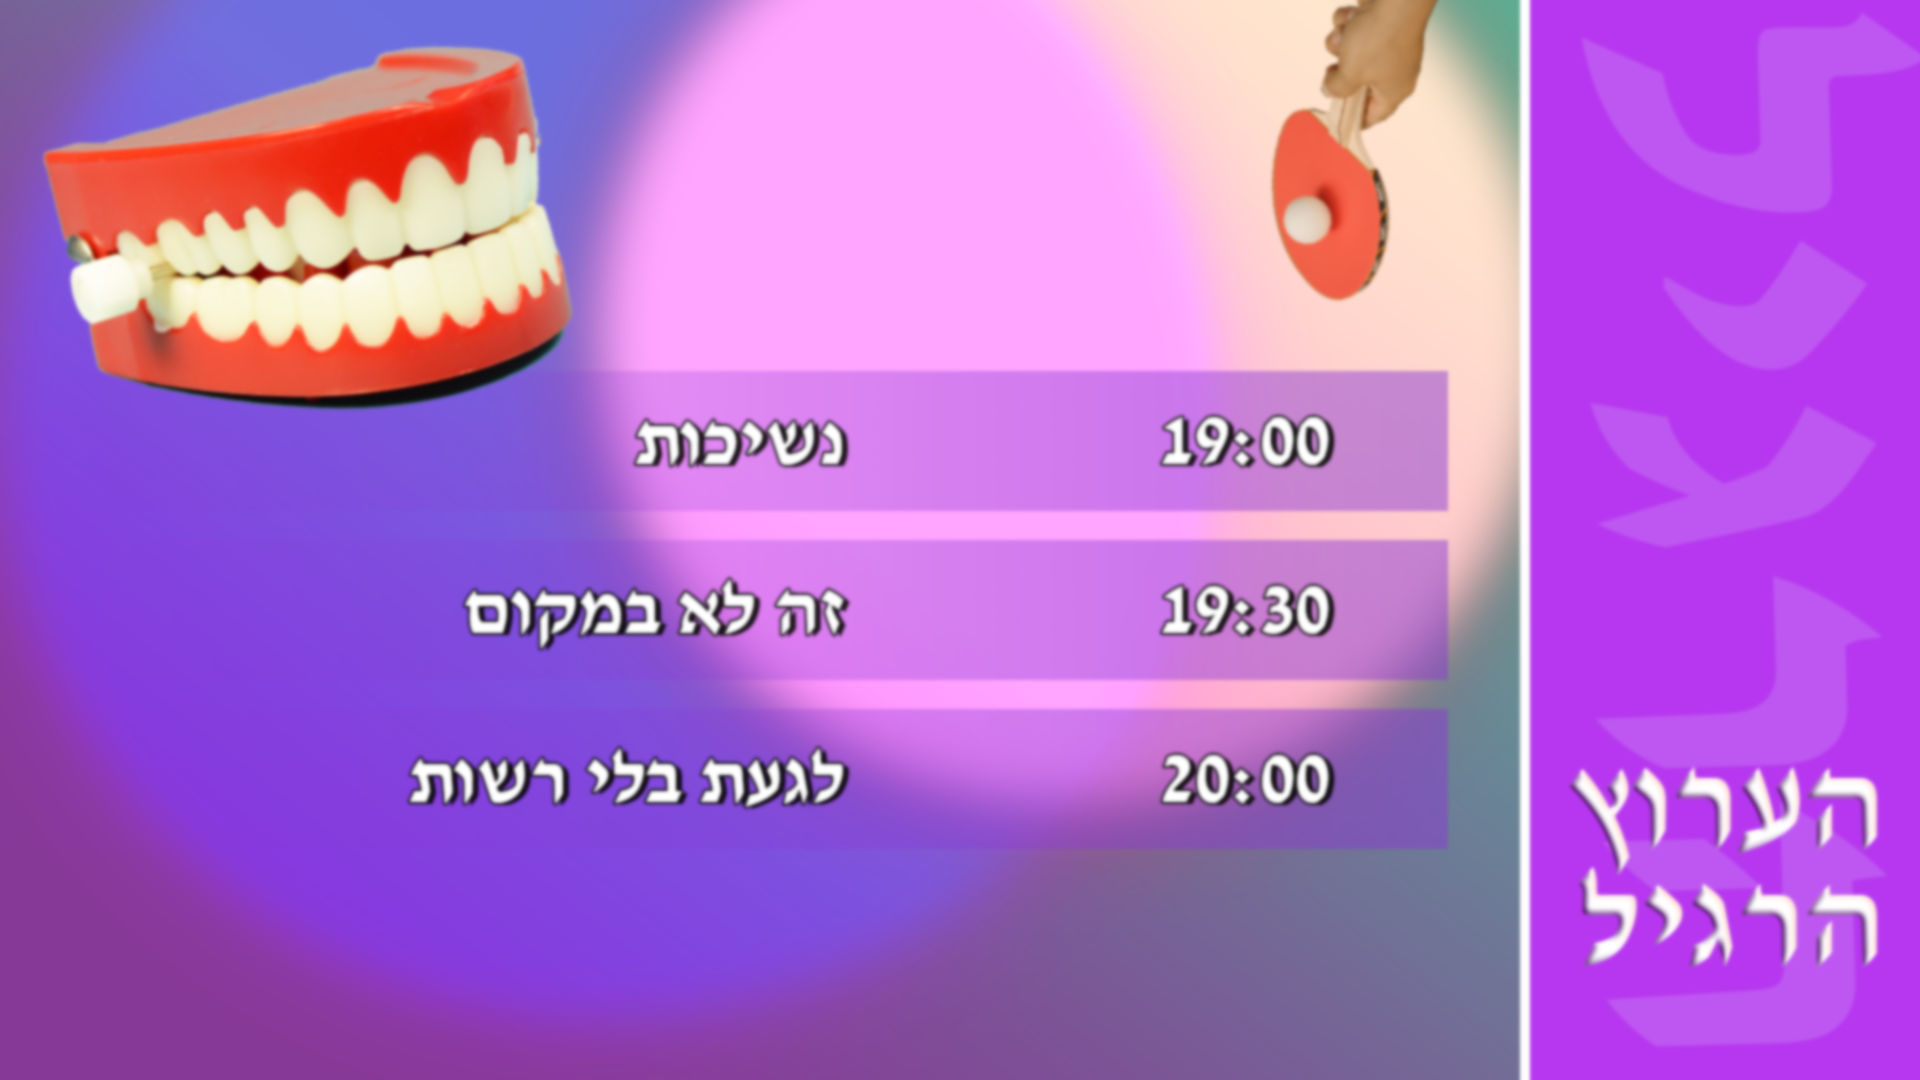 19:00 נשיכות
19:30 זה לא במקום
20:00 לגעת בלי רשות
הערוץ
הרגיל